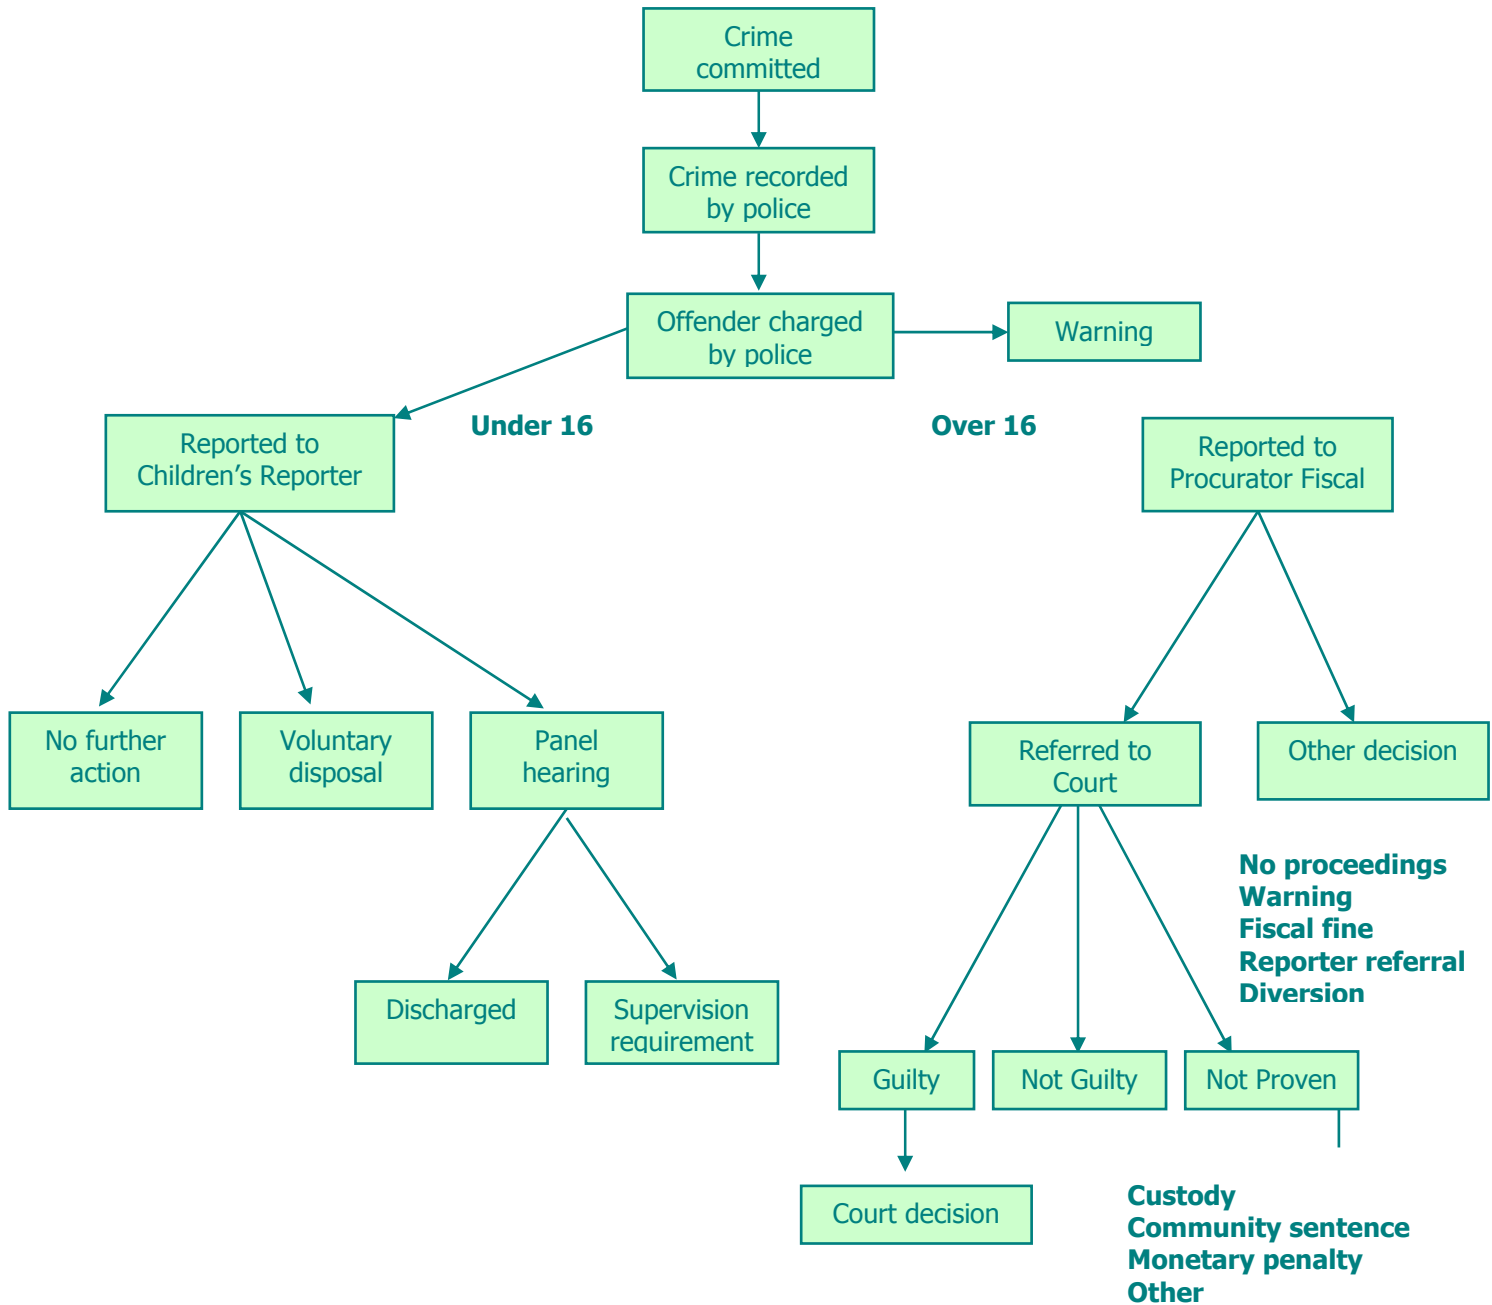 Crime
committed
Crime recorded
by police
Offender charged
by police
Warning
Under 16
Over 16
Reported to
Children’s Reporter
Reported to
Procurator Fiscal
No further
action
Voluntary
disposal
Panel
hearing
Referred to
Court
Other decision
No proceedings
Warning
Fiscal fine
Reporter referral
Diversion
Discharged
Supervision
requirement
Guilty
Not Guilty
Not Proven
Court decision
Custody
Community sentence
Monetary penalty
Other